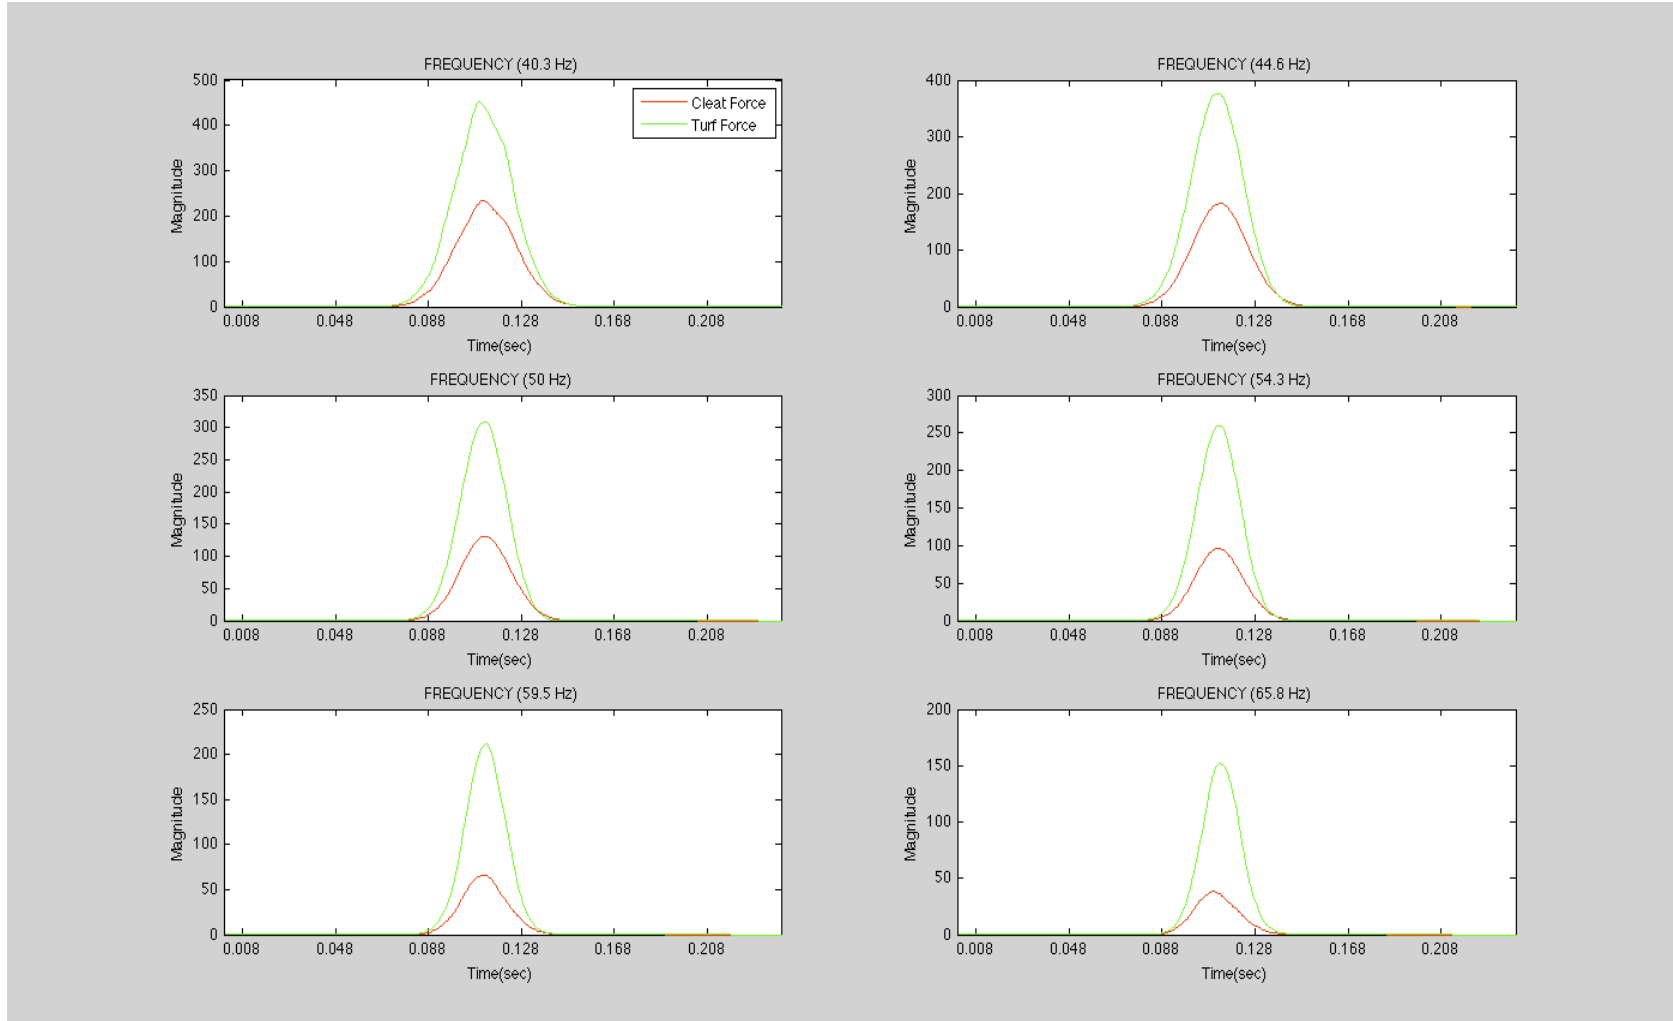 FREQUENCY (40.3 Hz)
500
400
300
200
100
0
Magnitude
Cleat Force
Turf Force
0.008 0.048 0.088 0.128 0.168 0.208
Time(sec)
FREQUENCY (44.6 Hz)
400
300
200
100
0
Magnitude
0.008 0.048 0.088 0.128 0.168 0.208
Time(sec)
FREQUENCY (50 Hz)
350
300
250
200
150
100
50
0
Magnitude
0.008 0.048 0.088 0.128 0.168 0.208
Time(sec)
FREQUENCY (54.3 Hz)
300
250
200
150
100
50
0
Magnitude
0.008 0.048 0.088 0.128 0.168 0.208
Time(sec)
FREQUENCY (59.5 Hz)
250
200
150
100
50
0
Magnitude
0.008 0.048 0.088 0.128 0.168 0.208
Time(sec)
FREQUENCY (65.8 Hz)
200
150
100
50
0
Magnitude
0.008 0.048 0.088 0.128 0.168 0.208
Time(sec)